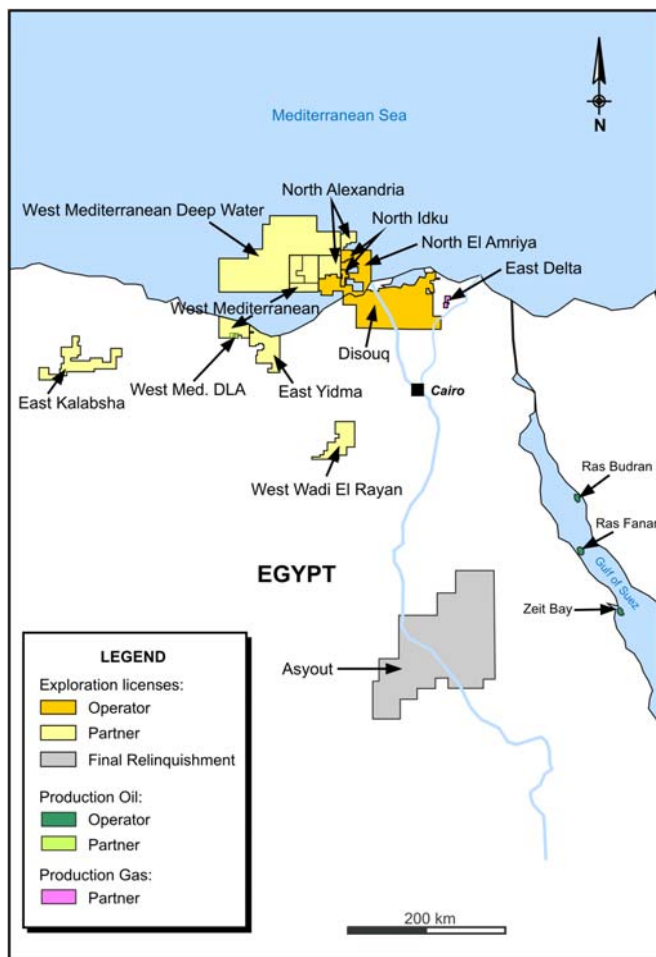 Mediterranean Sea
N
North Alexandria
West Mediterranean Deep Water
North Idku
North El Amriya
East Delta
West Mediterranean
Disouq
West Med. DLA
East Yidma
East Kalabsha
Cairo
West Wadi El Rayan
Ras Budran
Ras Fanar
Gulf of Suez
EGYPT
Zeit Bay
Asyout
LEGEND
Exploration licenses:
Operator
Partner
Final Relinquishment
Production Oil:
Operator
Partner
Production Gas:
Partner
200 km